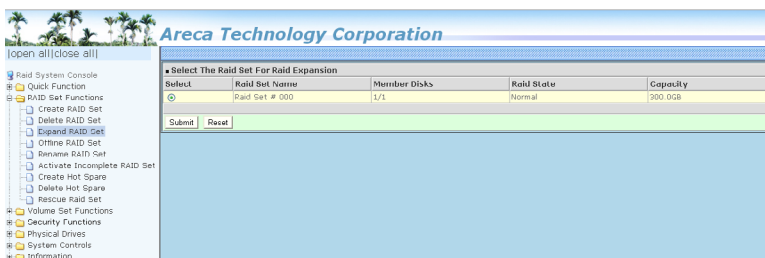 Areca Technology Corporation
|open all|close all|
Raid System Console
Quick Function
RAID Set Functions
Create RAID Set
Delete RAID Set
Expand RAID Set
Offline RAID Set
Rename RAID Set
Activate Incomplete RAID Set
Create Hot Spare
Delete Hot Spare
Rescue Raid Set
Volume Set Functions
Security Functions
Physical Drives
System Controls
Information
Select The Raid Set For Raid Expansion
Select Raid Set Name Member Disks Raid State Capacity
Raid Set # 000 1/1 Normal 300.0GB
Submit Reset